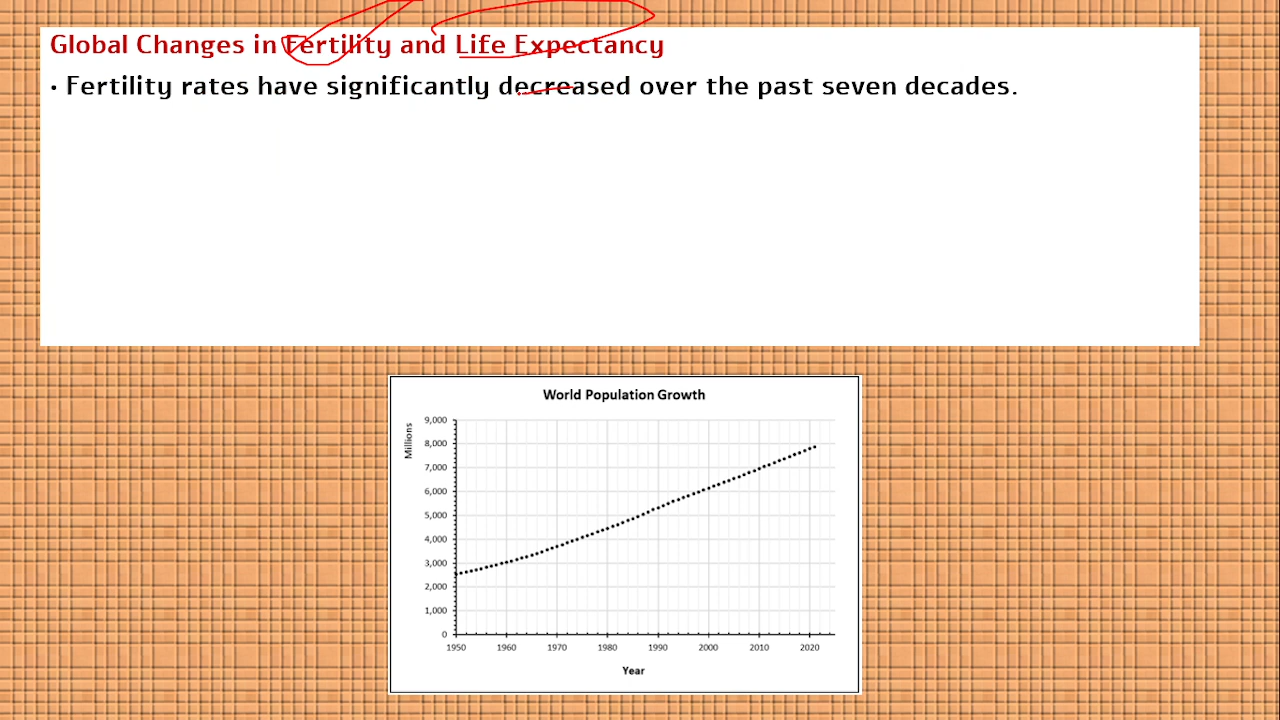 Global Changes in Fertility and Life Expectancy
• Fertility rates have significantly decreased over the past seven decades.
World Population Growth
Millions
9,000
8,000
7,000
6,000
5,000
4,000
3,000
2,000
1,000
0
1950 1960 1970 1980 1990 2000 2010 2020
Year